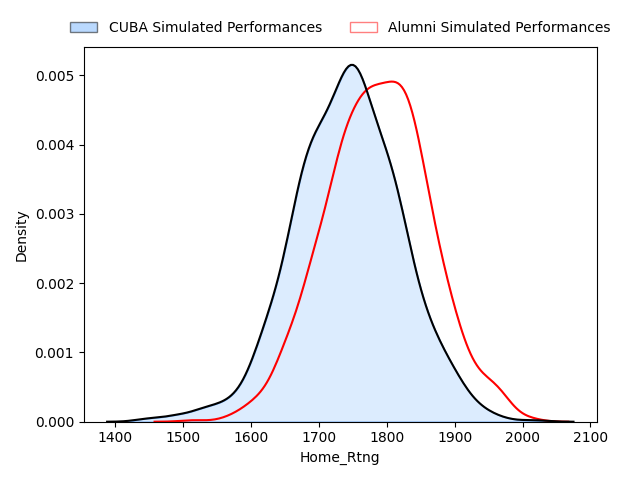 CUBA Simulated Performances
Alumni Simulated Performances
0.005
0.004
0.003
0.002
0.001
0.000
Density
1400 1500 1600 1700 1800 1900 2000 2100
Home_Rtng